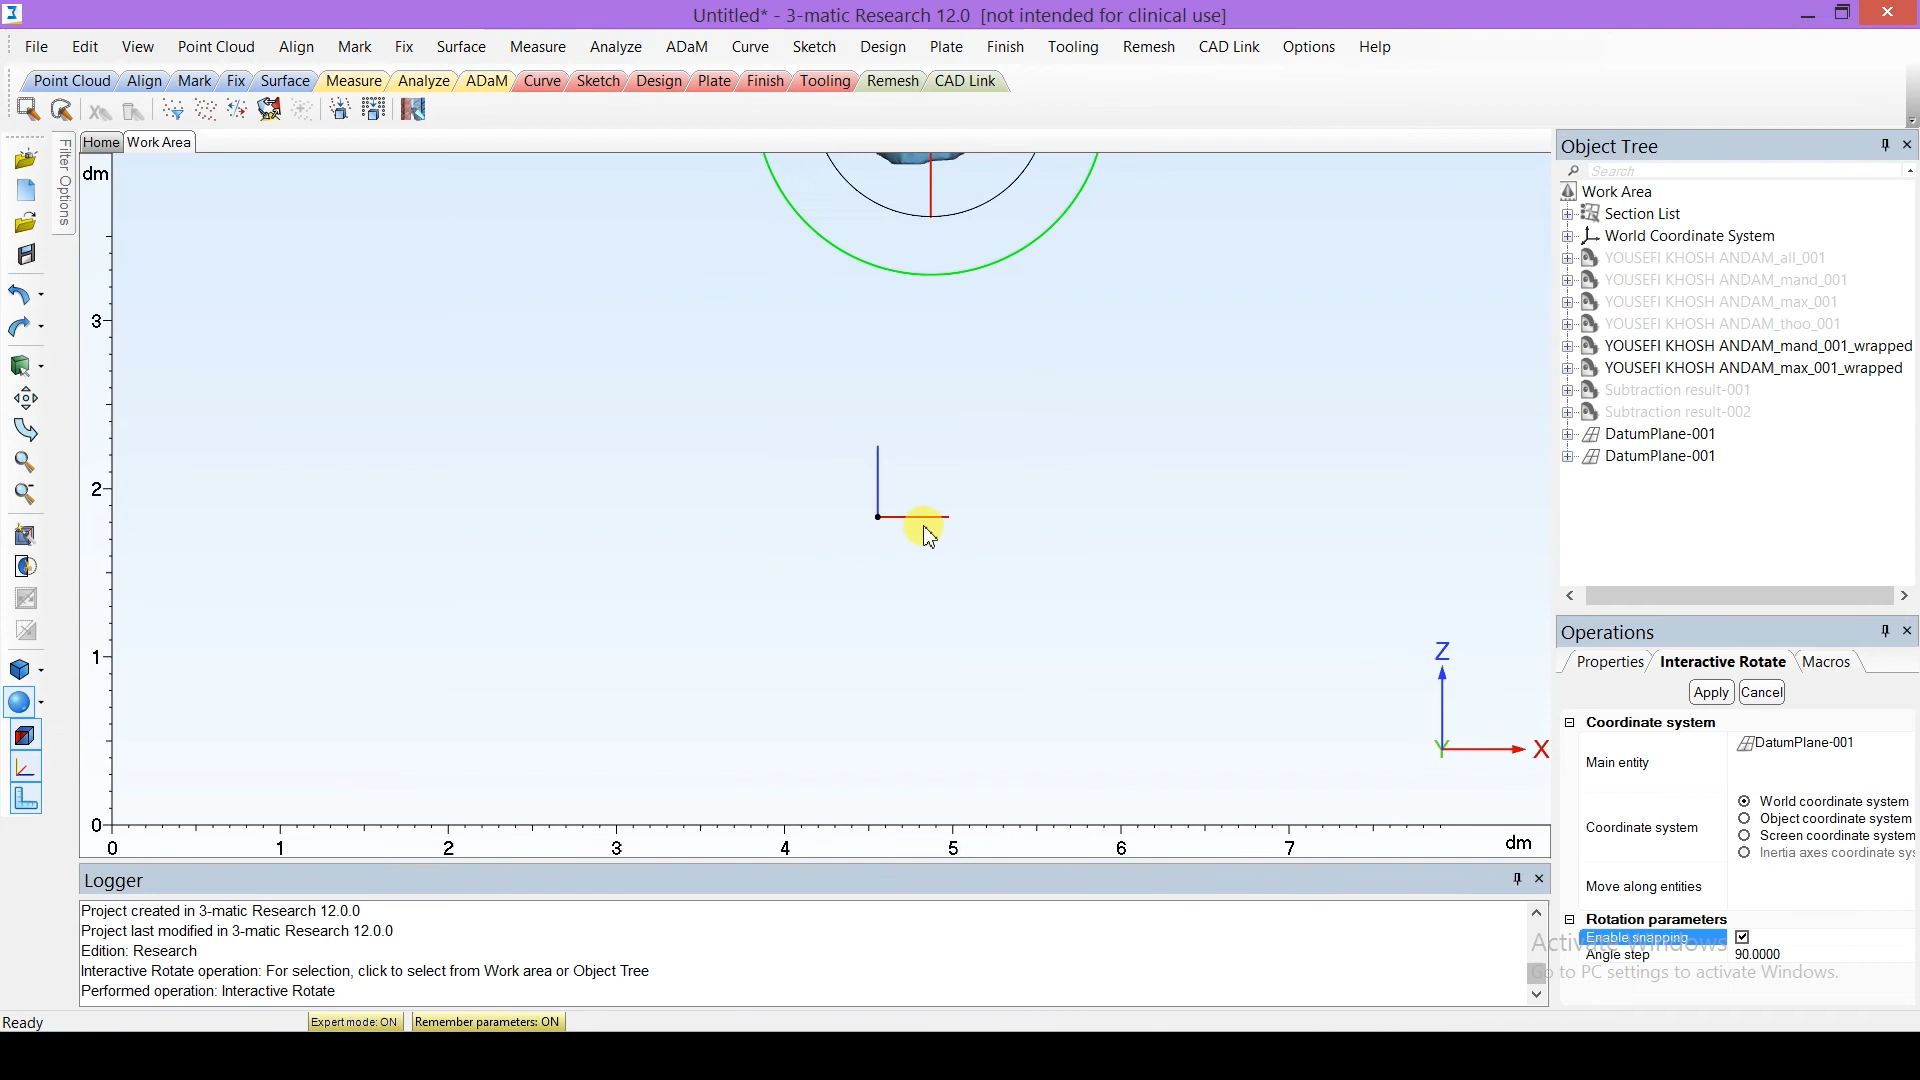 Untitled* - 3-matic Research 12.0 [not intended for clinical use]
File Edit View Point Cloud Align Mark Fix Surface Measure Analyze ADaM Curve Sketch Design Plate Finish Tooling Remesh CAD Link Options Help
Point Cloud Align Mark Fix Surface Measure Analyze ADaM Curve Sketch Design Plate Finish Tooling Remesh CAD Link
Filter Options
Home Work Area
dm
3
2
1
0
0 1 2 3 4 5 6 7 dm
Z
Y X
Object Tree
Search
Work Area
Section List
World Coordinate System
YOUSEFI KHOSH ANDAM_all_001
YOUSEFI KHOSH ANDAM_mand_001
YOUSEFI KHOSH ANDAM_max_001
YOUSEFI KHOSH ANDAM_thoo_001
YOUSEFI KHOSH ANDAM_mand_001_wrapped
YOUSEFI KHOSH ANDAM_max_001_wrapped
Subtraction result-001
Subtraction result-002
DatumPlane-001
DatumPlane-001
Operations
Properties Interactive Rotate Macros
Apply Cancel
Coordinate system
Main entity DatumPlane-001
Coordinate system
World coordinate system
Object coordinate system
Screen coordinate system
Inertia axes coordinate sys
Move along entities
Rotation parameters
Enable snapping
Angle step 90.0000
Activate Windows
Go to PC settings to activate Windows.
Logger
Project created in 3-matic Research 12.0.0
Project last modified in 3-matic Research 12.0.0
Edition: Research
Interactive Rotate operation: For selection, click to select from Work area or Object Tree
Performed operation: Interactive Rotate
Ready Expert mode: ON Remember parameters: ON